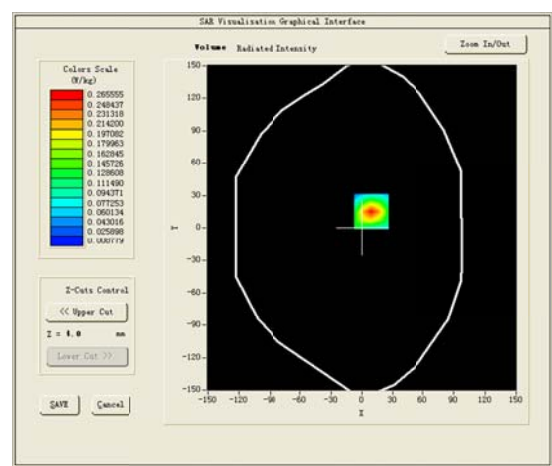 SAR Visualisation Graphical Interface
Volume Radiated Intensity
Zoom In/Out
Colors Scale
(W/kg)
0.265555
0.248437
0.231318
0.214200
0.197082
0.179963
0.162845
0.145726
0.128608
0.111490
0.094371
0.077253
0.060134
0.043016
0.025898
0.008779
150
120
90
60
30
0
-30
-60
-90
-120
-150
Y
-150 -120 -90 -60 -30 0 30 60 90 120 150
X
Z-Cuts Control
<< Upper Cut
Z = 4.0 mm
Lower Cut >>
SAVE Cancel